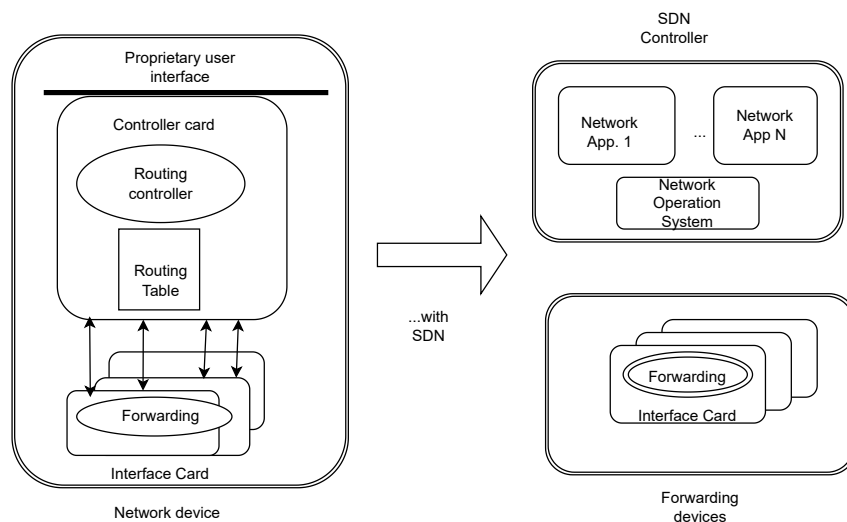 Proprietary user
interface
Controller card
Routing
controller
Routing
Table
Forwarding
Interface Card
Network device
...with
SDN
SDN
Controller
Network
App. 1
...
Network
App N
Network
Operation
System
Forwarding
Interface Card
Forwarding
devices